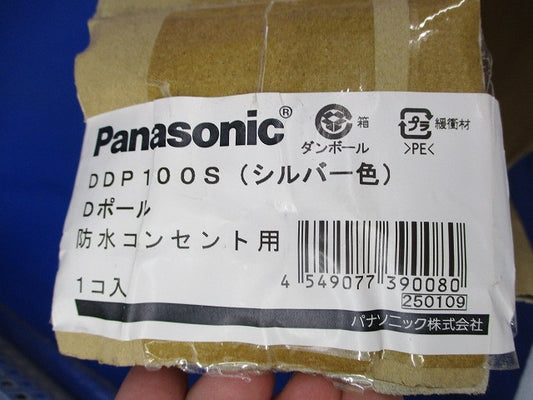 Panasonic®
箱
ダンボール
プラ
緩衝材
>PE<
DDP100S（シルバー色）
Dポール
防水コンセント用
1コ入
4 549077 390080
250109
パナソニック株式会社